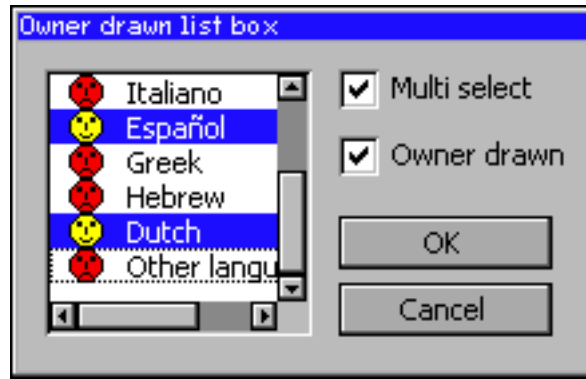 Owner drawn list box
Italiano
Español
Greek
Hebrew
Dutch
Other langu
Multi select
Owner drawn
OK
Cancel